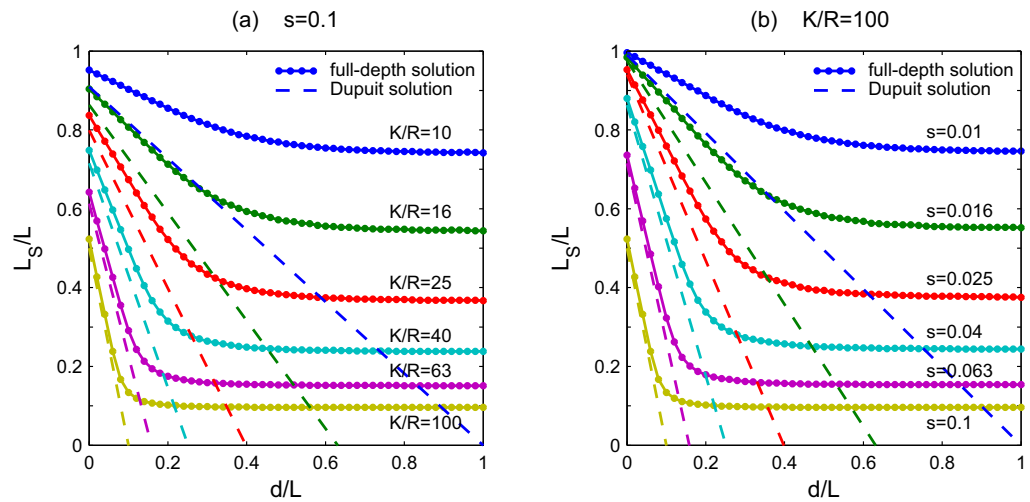 (a) s=0.1
(b) K/R=100
1
0.8
0.6
0.4
0.2
0
L_S/L
full-depth solution
Dupuit solution
K/R=10
K/R=16
K/R=25
K/R=40
K/R=63
K/R=100
0 0.2 0.4 0.6 0.8 1
d/L
1
0.8
0.6
0.4
0.2
0
L_S/L
full-depth solution
Dupuit solution
s=0.01
s=0.016
s=0.025
s=0.04
s=0.063
s=0.1
0 0.2 0.4 0.6 0.8 1
d/L